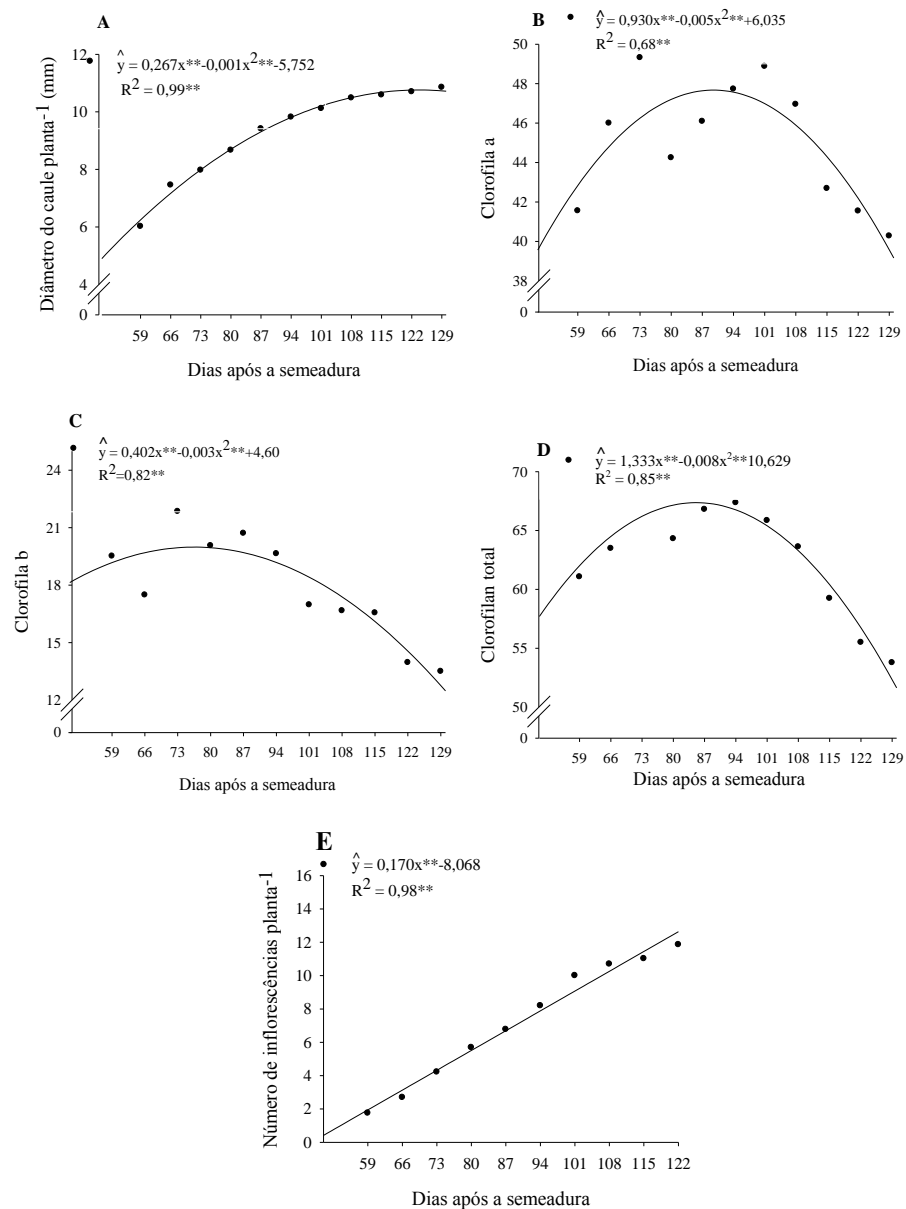 A
ŷ = 0,267x**-0,001x²**-5,752
R² = 0,99**
Diâmetro do caule planta⁻¹ (mm)
12
10
8
6
4
0
59 66 73 80 87 94 101 108 115 122 129
Dias após a semeadura
B
ŷ = 0,930x**-0,005x²**+6,035
R² = 0,68**
Clorofila a
50
48
46
44
42
40
38
0
59 66 73 80 87 94 101 108 115 122 129
Dias após a semeadura
C
ŷ = 0,402x**-0,003x²**+4,60
R²=0,82**
Clorofila b
24
21
18
15
12
0
59 66 73 80 87 94 101 108 115 122 129
Dias após a semeadura
D
ŷ = 1,333x**-0,008x²**10,629
R² = 0,85**
Clorofilan total
70
65
60
55
50
0
59 66 73 80 87 94 101 108 115 122 129
Dias após a semeadura
E
ŷ = 0,170x**-8,068
R² = 0,98**
Número de inflorescências planta⁻¹
16
14
12
10
8
6
4
2
0
59 66 73 80 87 94 101 108 115 122
Dias após a semeadura